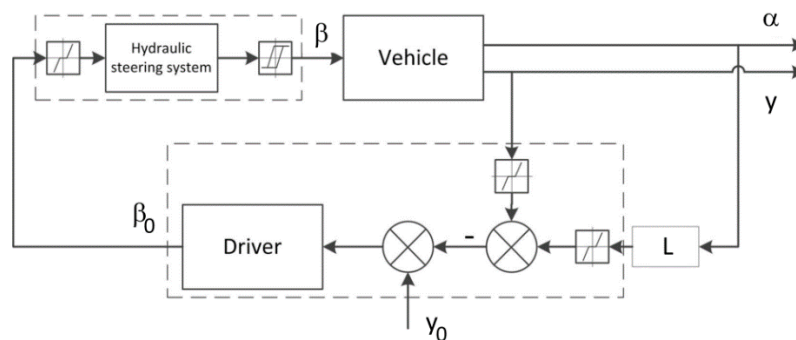 α
β
Hydraulic
steering system
Vehicle
y
β0
Driver
-
L
y0